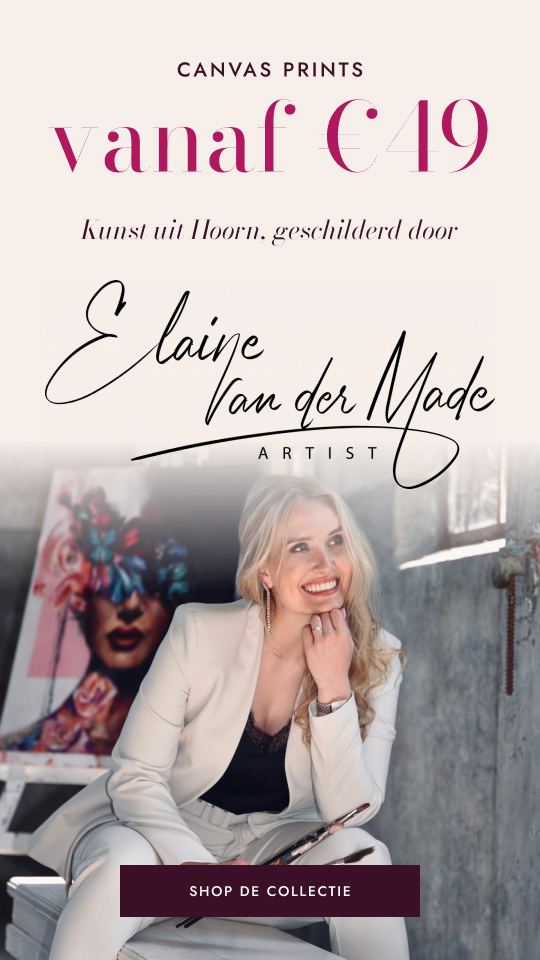 CANVAS PRINTS
vanaf €49
Kunst uit Hoorn, geschilderd door
Elaine
van der Made
ARTIST
SHOP DE COLLECTIE